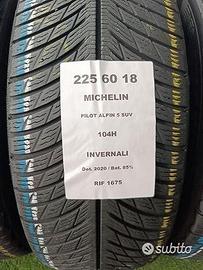 225 60 18
MICHELIN
PILOT ALPIN 5 SUV
104H
INVERNALI
Dot. 2020 / Bat. 85%
RIF 1675
subito